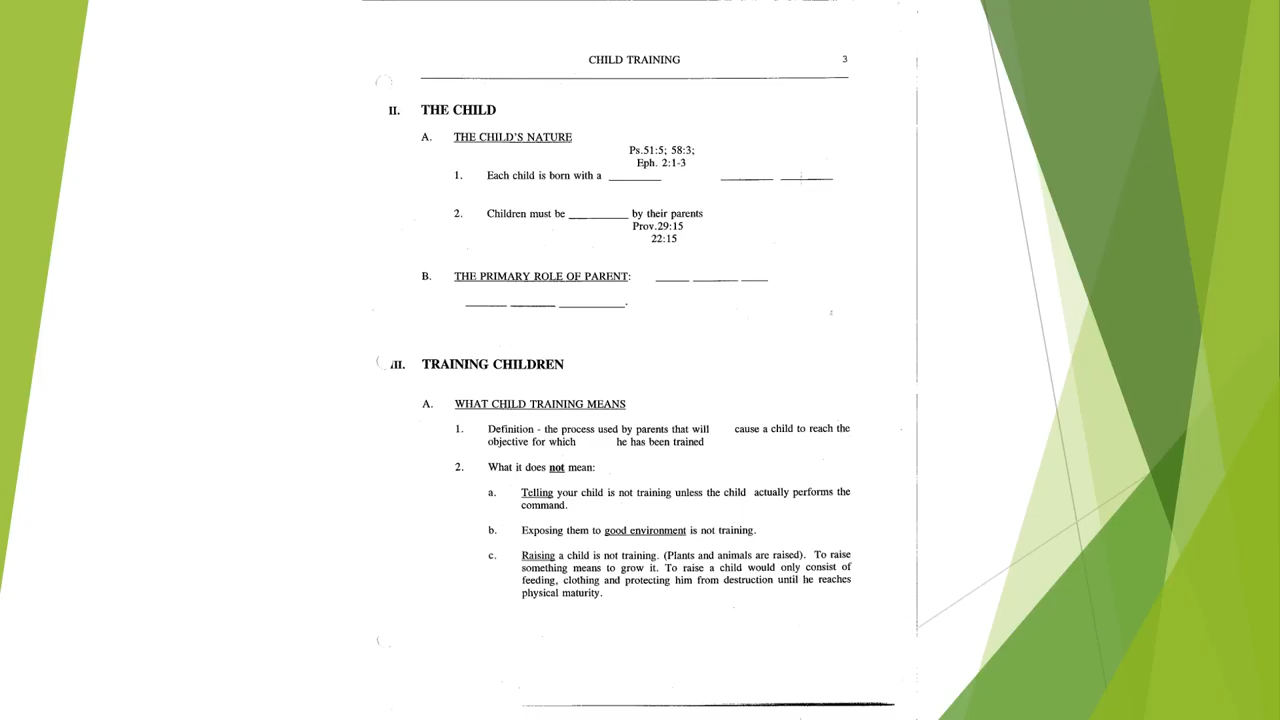 CHILD TRAINING 3
II. THE CHILD
A. THE CHILD'S NATURE
Ps.51:5; 58:3;
Eph. 2:1-3
1. Each child is born with a ________ ________ ________
2. Children must be _________ by their parents
Prov.29:15
22:15
B. THE PRIMARY ROLE OF PARENT: _____ _______ ____
______ ______ _________.
III. TRAINING CHILDREN
A. WHAT CHILD TRAINING MEANS
1. Definition - the process used by parents that will cause a child to reach the
objective for which he has been trained
2. What it does not mean:
a. Telling your child is not training unless the child actually performs the
command.
b. Exposing them to good environment is not training.
c. Raising a child is not training. (Plants and animals are raised). To raise
something means to grow it. To raise a child would only consist of
feeding, clothing and protecting him from destruction until he reaches
physical maturity.